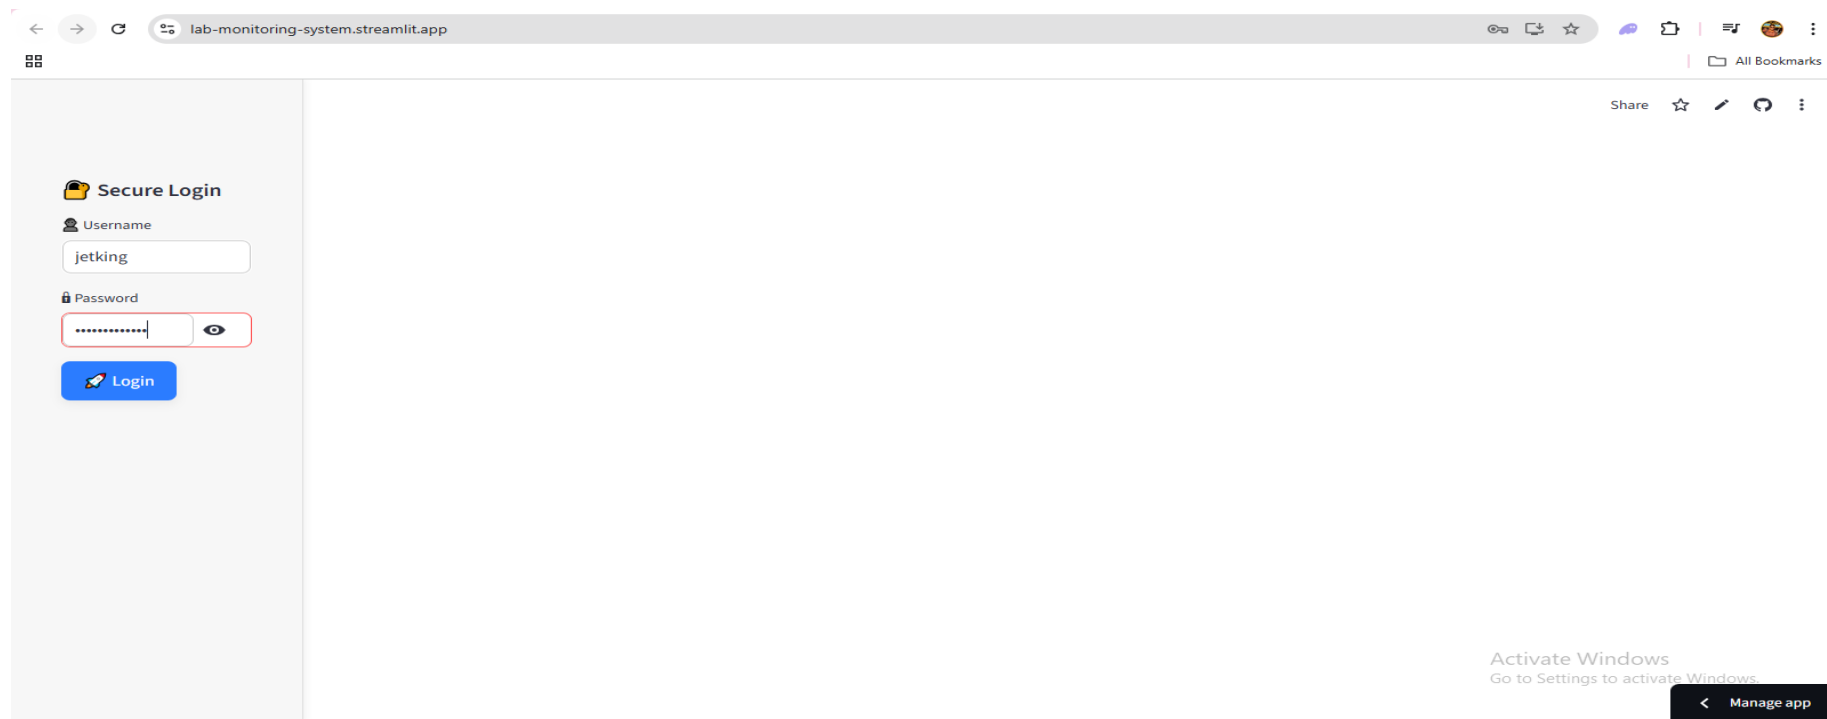 lab-monitoring-system.streamlit.app
All Bookmarks
Share
Secure Login
Username
jetking
Password
•••••••••••••
Login
Activate Windows
Go to Settings to activate Windows.
Manage app